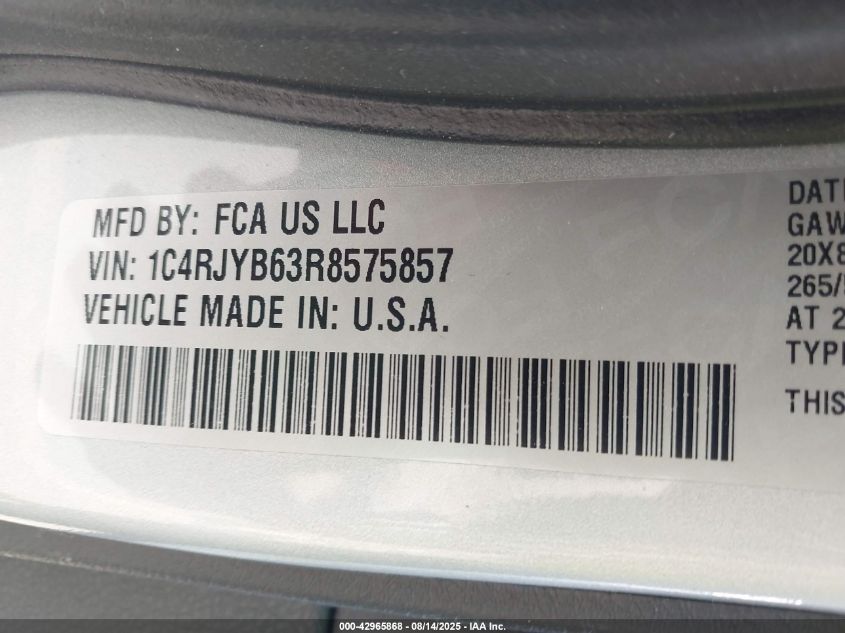 MFD BY: FCA US LLC
VIN: 1C4RJYB63R8575857
VEHICLE MADE IN: U.S.A.
DAT
GAW
20X8
265/
AT 2
TYP
THIS
000-42965868 - 08/14/2025 - IAA Inc.